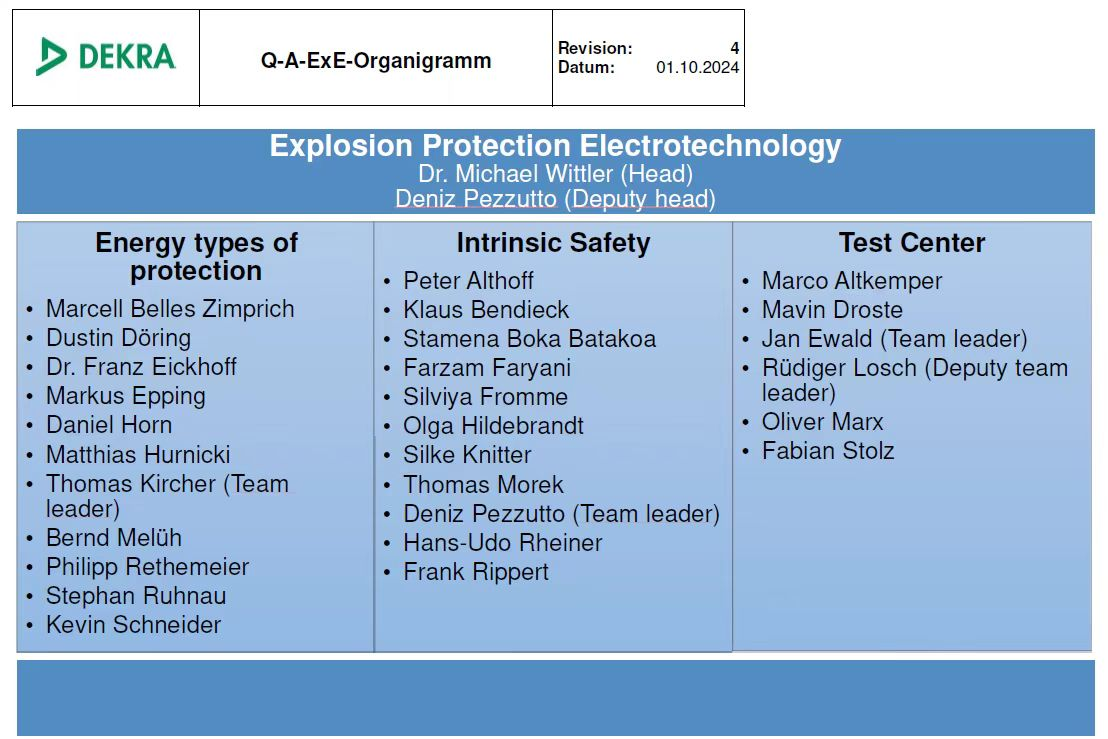 DEKRA
Q-A-ExE-Organigramm
Revision: 4
Datum: 01.10.2024
Explosion Protection Electrotechnology
Dr. Michael Wittler (Head)
Deniz Pezzutto (Deputy head)
Energy types of
protection
• Marcell Belles Zimprich
• Dustin Döring
• Dr. Franz Eickhoff
• Markus Epping
• Daniel Horn
• Matthias Hurnicki
• Thomas Kircher (Team
leader)
• Bernd Melüh
• Philipp Rethemeier
• Stephan Ruhnau
• Kevin Schneider
Intrinsic Safety
• Peter Althoff
• Klaus Bendieck
• Stamena Boka Batakoa
• Farzam Faryani
• Silviya Fromme
• Olga Hildebrandt
• Silke Knitter
• Thomas Morek
• Deniz Pezzutto (Team leader)
• Hans-Udo Rheiner
• Frank Rippert
Test Center
• Marco Altkemper
• Mavin Droste
• Jan Ewald (Team leader)
• Rüdiger Losch (Deputy team
leader)
• Oliver Marx
• Fabian Stolz